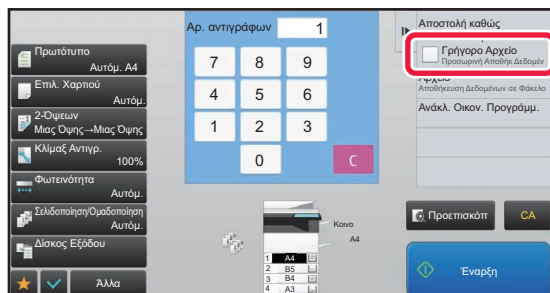 Πρωτότυπο
Αυτόμ. A4
Επιλ. Χαρτιού
Αυτόμ.
2-Όψεων
Μιας Όψης→Μιας Όψης
Κλίμαξ Αντιγρ.
100%
Φωτεινότητα
Αυτόμ.
Σελιδοποίηση/Ομαδοποίηση
Αυτόμ.
Δίσκος Εξόδου
Άλλα
Αρ. αντιγράφων 1
7 8 9
4 5 6
1 2 3
0 C
Κοινο
A4
1 A4
2 B5
3 B4
4 A3
Αποστολή καθώς
Γρήγορο Αρχείο
Προσωρινή Αποθήκ Δεδομέν
Αρχείο
Αποθήκευση Δεδομένων σε Φάκελο
Ανάκλ. Οικον. Προγράμμ.
Προεπισκόπ
CA
Έναρξη